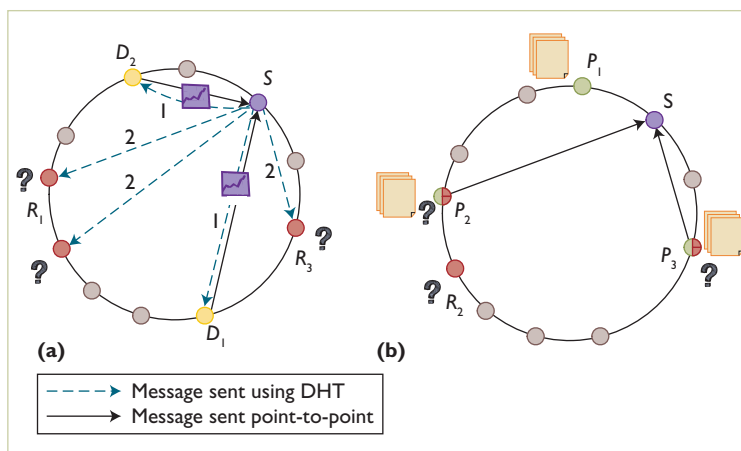 D2
S
1
2
2
2
1
?
R1
?
?
R3
D1
(a)
P1
S
?
P2
?
R2
P3
?
(b)
Message sent using DHT
Message sent point-to-point